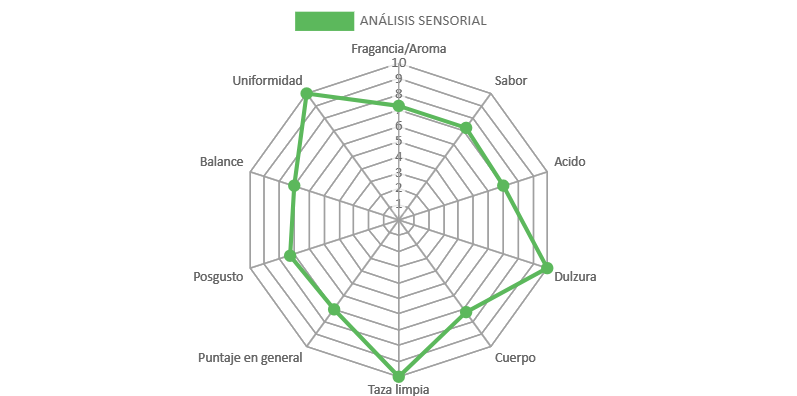 ANÁLISIS SENSORIAL
Fragancia/Aroma
10
Uniformidad
Sabor
9
8
6
5
Balance
4
Acido
3
2
1
Posgusto
Dulzura
Puntaje en general
Cuerpo
Taza limpia